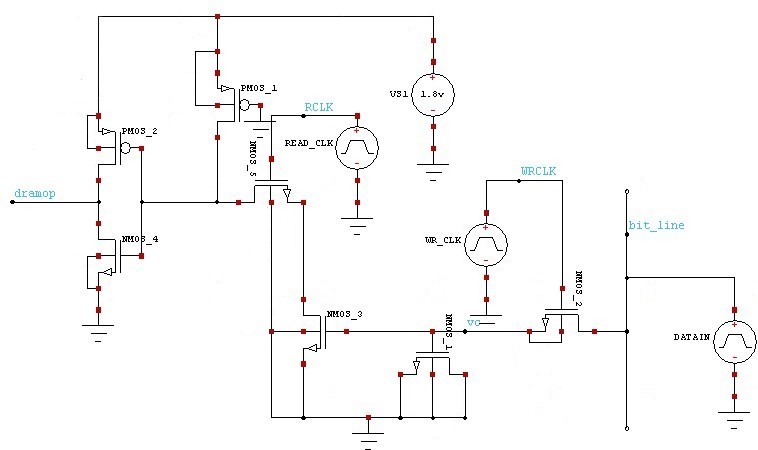 PMOS_1
VS1
1.8v
RCLK
PMOS_2
READ_CLK
NMOS_5
WRCLK
dramop
bit_line
NMOS_4
WR_CLK
NMOS_2
NMOS_3
vc
NMOS_1
DATAIN